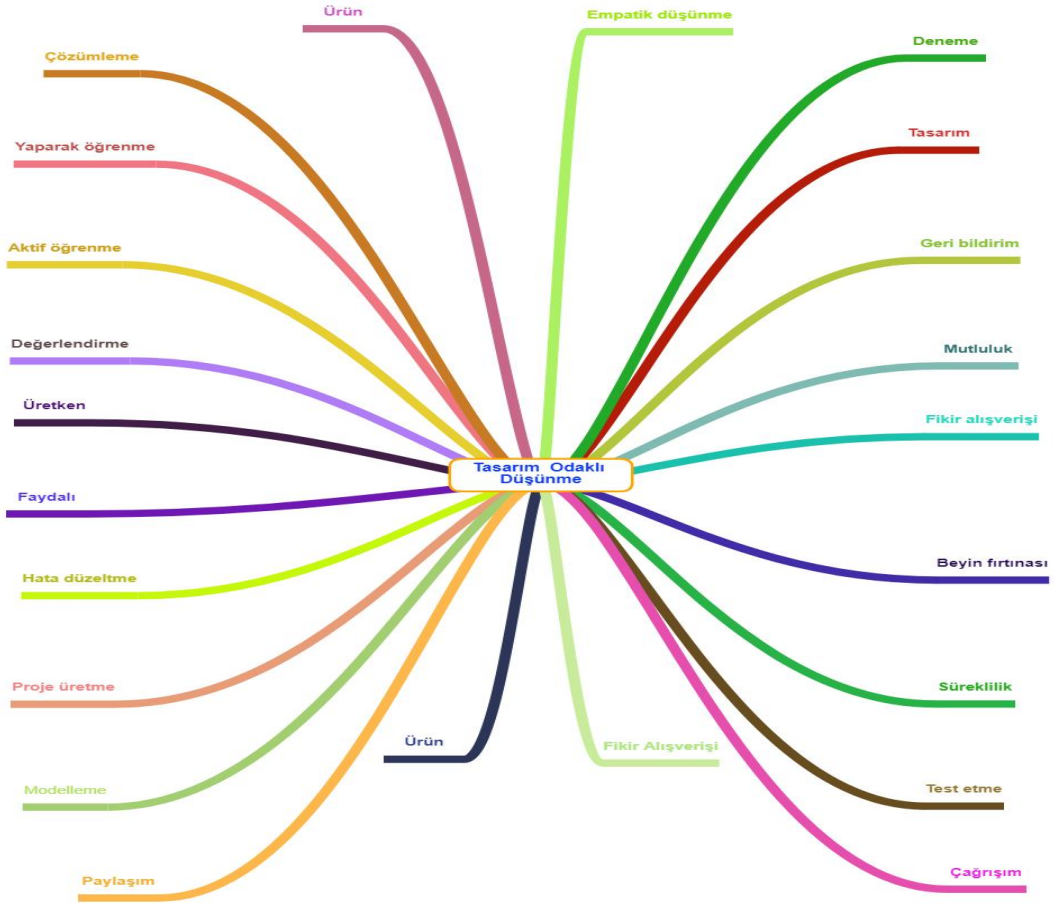 Ürün
Empatik düşünme
Deneme
Çözümleme
Tasarım
Yaparak öğrenme
Geri bildirim
Aktif öğrenme
Değerlendirme
Mutluluk
Üretken
Fikir alışverişi
Tasarım Odaklı
Düşünme
Faydalı
Beyin fırtınası
Hata düzeltme
Proje üretme
Süreklilik
Ürün
Fikir Alışverişi
Modelleme
Test etme
Paylaşım
Çağrışım